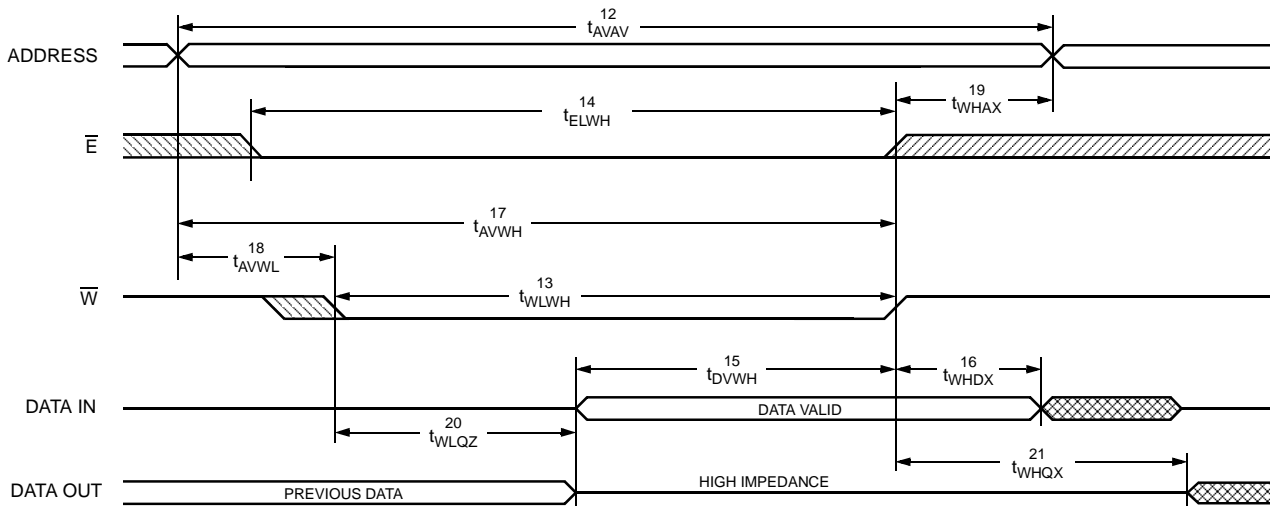 12
tAVAV
ADDRESS
14
tELWH
19
tWHAX
E
17
tAVWH
18
tAVWL
13
tWLWH
W
15
tDVWH
16
tWHDX
DATA IN
DATA VALID
20
tWLQZ
21
tWHQX
DATA OUT
PREVIOUS DATA
HIGH IMPEDANCE